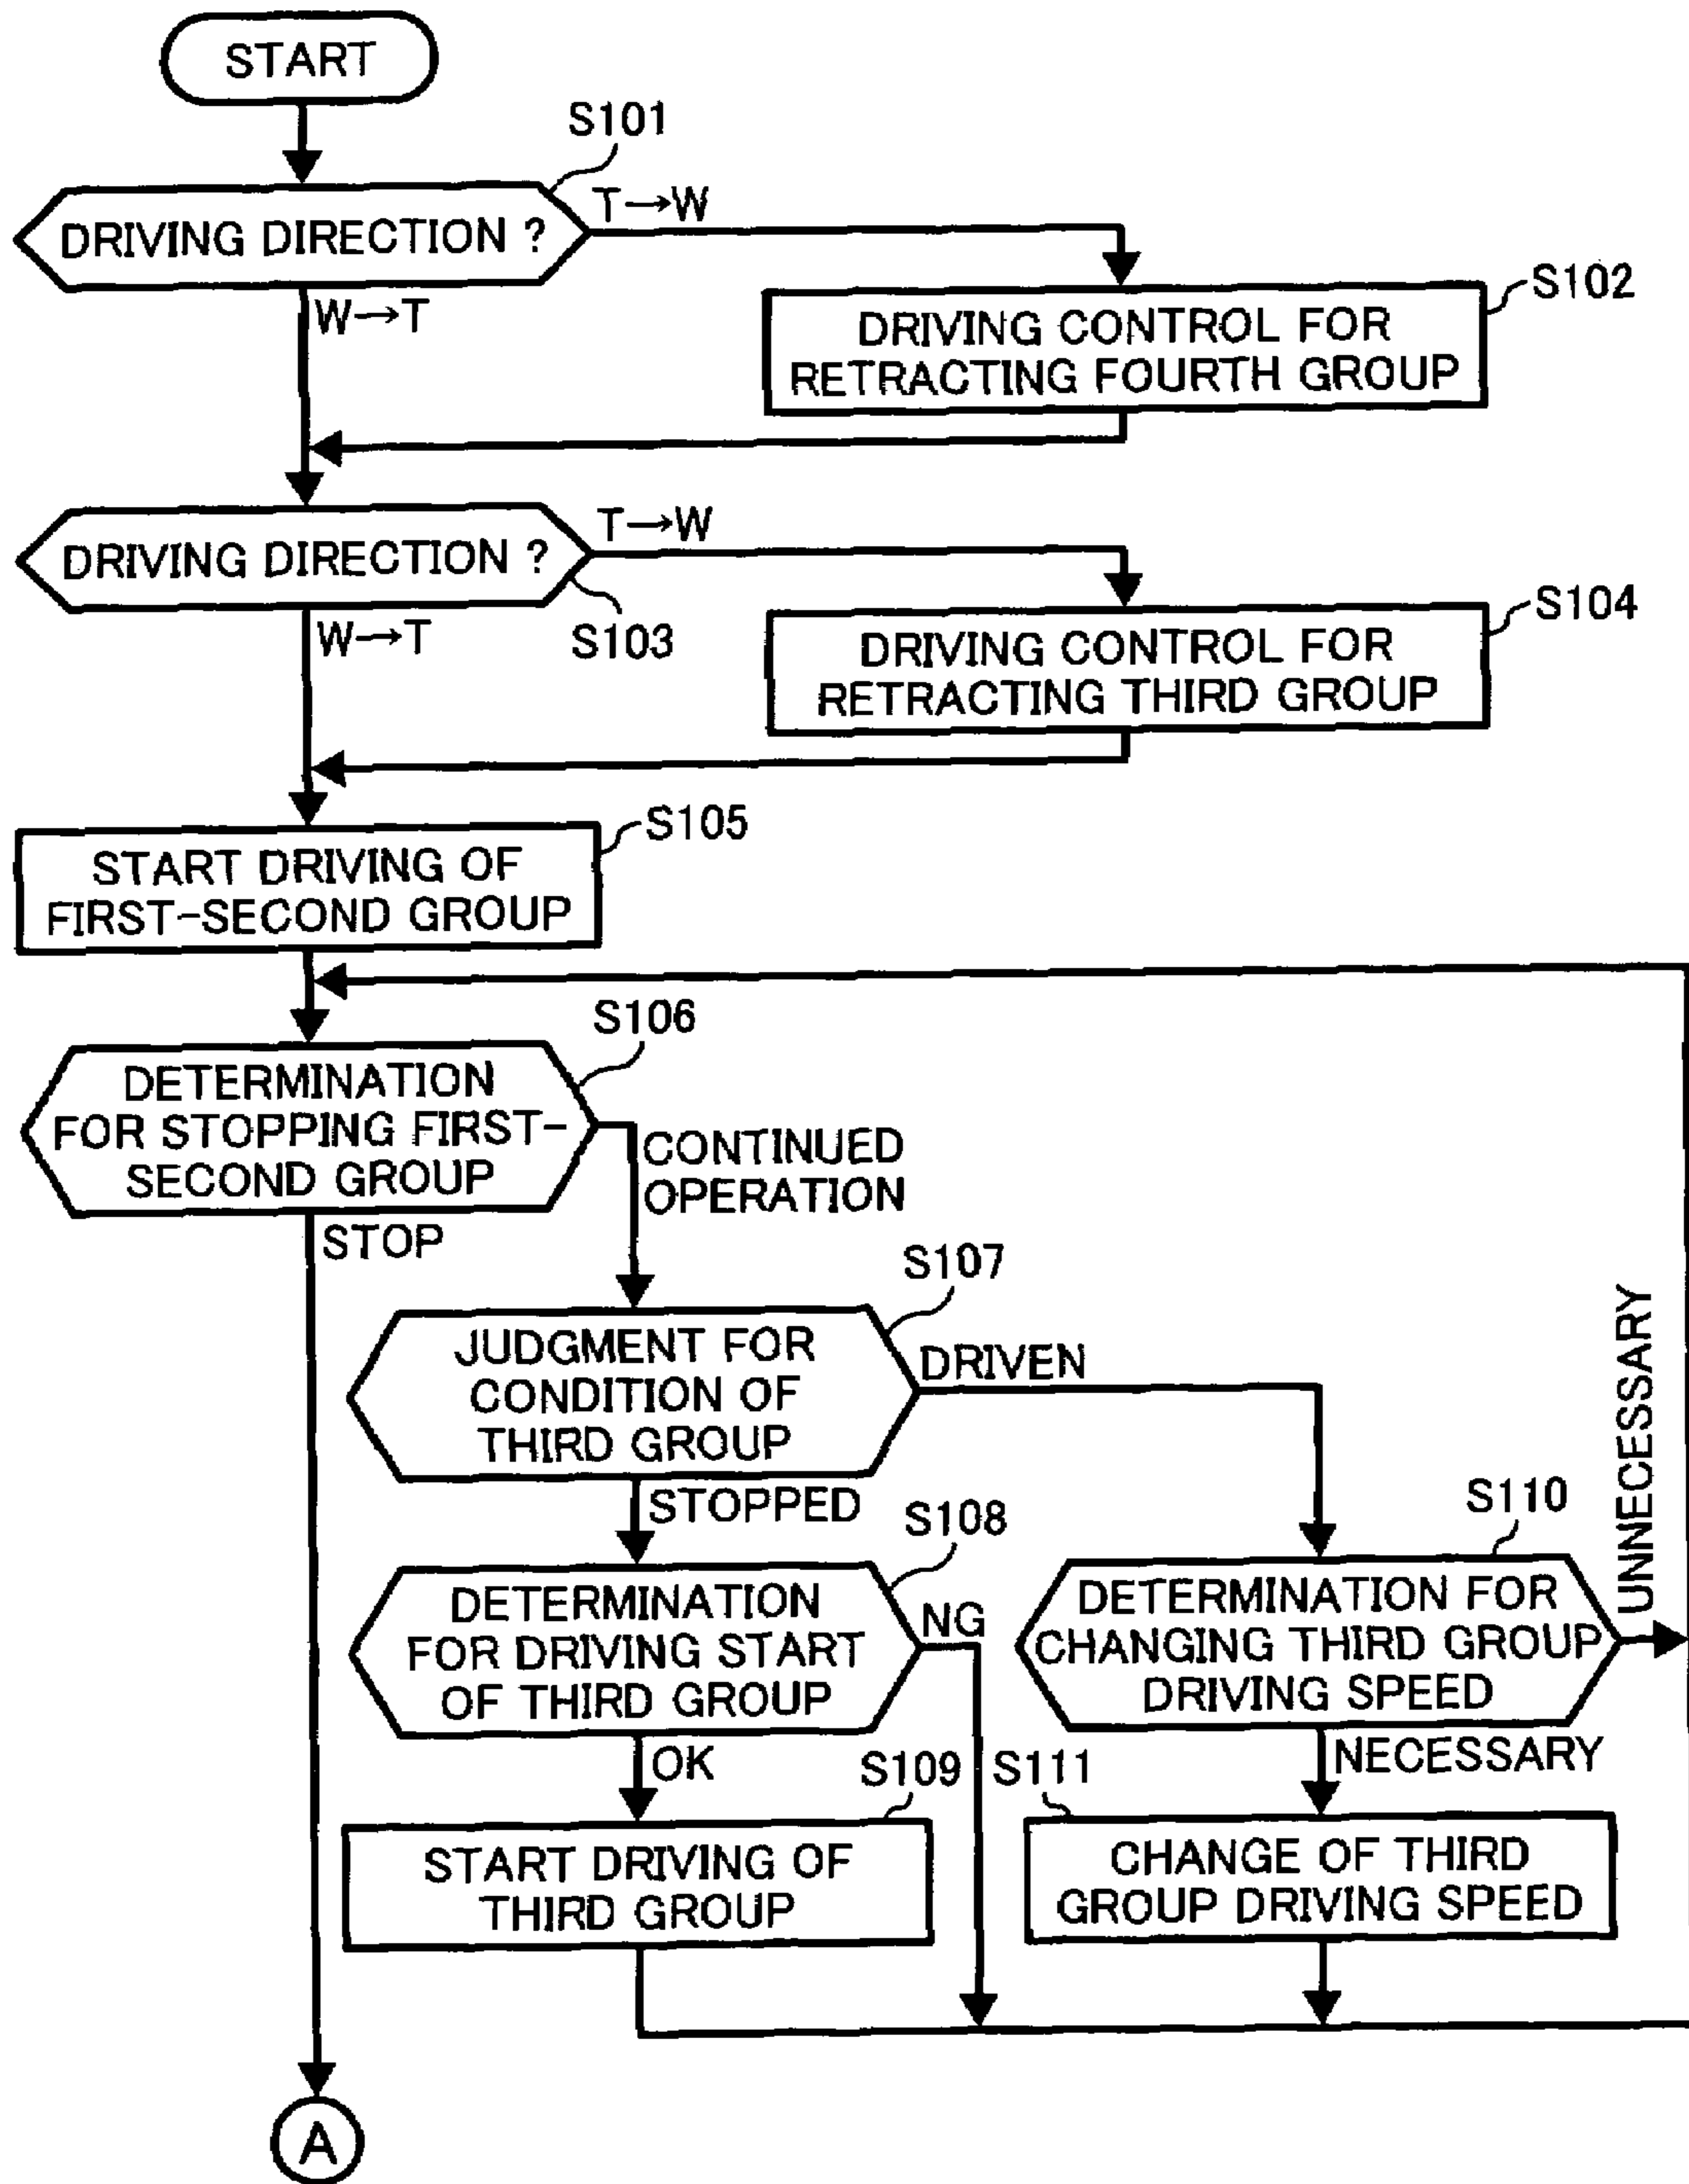 START
S101
DRIVING DIRECTION ?
T→W
W→T
S102
DRIVING CONTROL FOR
RETRACTING FOURTH GROUP
DRIVING DIRECTION ?
T→W
S103
W→T
S104
DRIVING CONTROL FOR
RETRACTING THIRD GROUP
S105
START DRIVING OF
FIRST-SECOND GROUP
S106
DETERMINATION
FOR STOPPING FIRST-
SECOND GROUP
CONTINUED
OPERATION
STOP
S107
JUDGMENT FOR
CONDITION OF
THIRD GROUP
DRIVEN
STOPPED
S108
DETERMINATION
FOR DRIVING START
OF THIRD GROUP
NG
OK
S110
DETERMINATION FOR
CHANGING THIRD GROUP
DRIVING SPEED
UNNECESSARY
NECESSARY
S109
START DRIVING OF
THIRD GROUP
S111
CHANGE OF THIRD
GROUP DRIVING SPEED
A